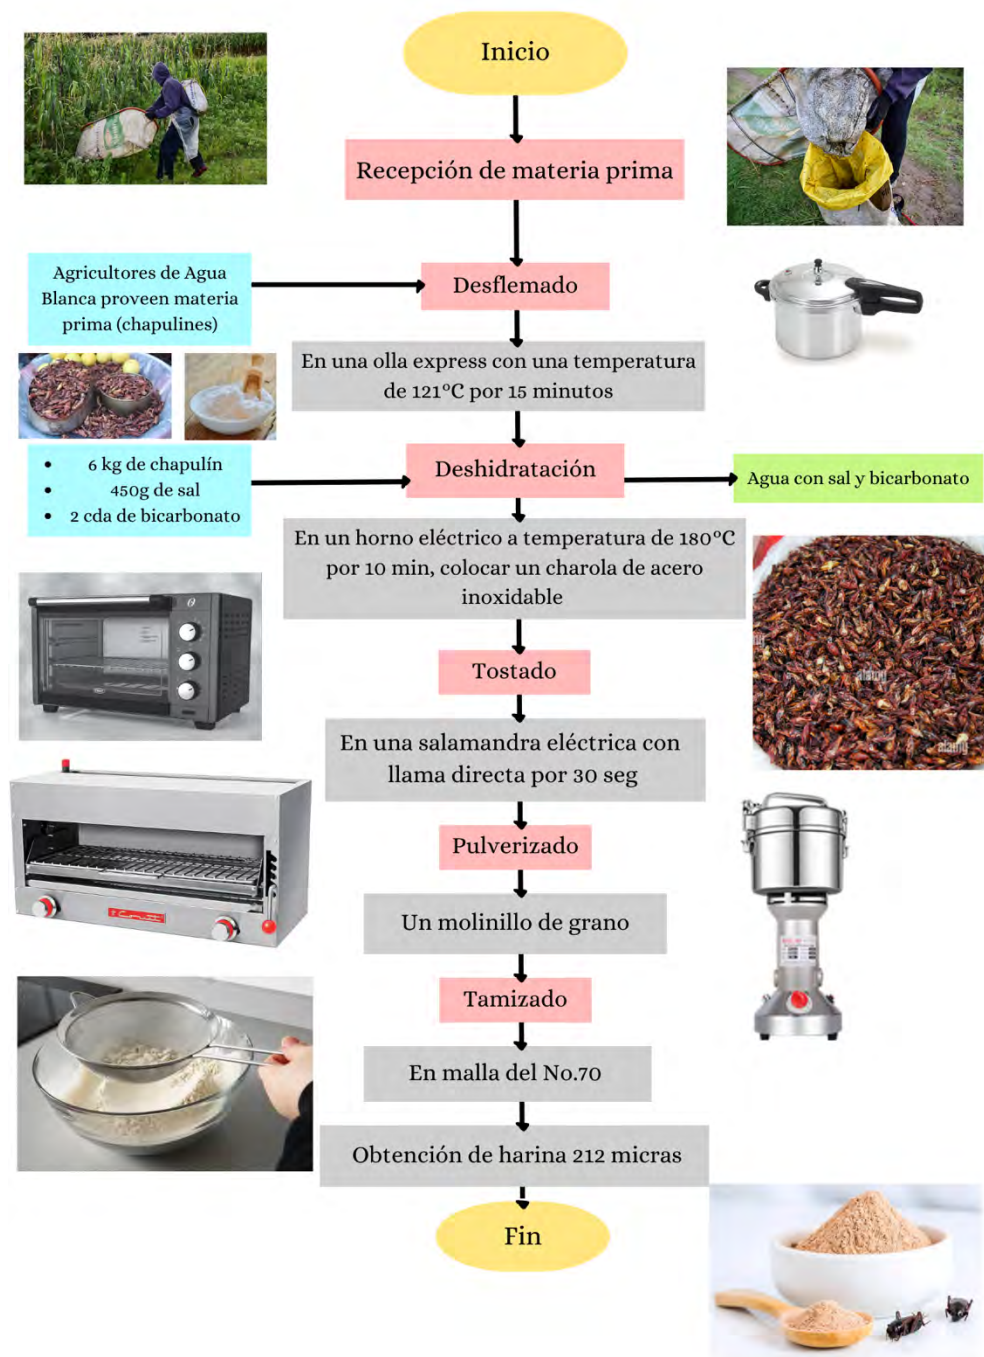 Inicio
Recepción de materia prima
Agricultores de Agua
Blanca proveen materia
prima (chapulines)
Desflemado
En una olla express con una temperatura
de 121°C por 15 minutos
• 6 kg de chapulín
• 450g de sal
• 2 cda de bicarbonato
Deshidratación
Agua con sal y bicarbonato
En un horno eléctrico a temperatura de 180°C
por 10 min, colocar un charola de acero
inoxidable
Tostado
En una salamandra eléctrica con
llama directa por 30 seg
alamy
alamy
Pulverizado
Un molinillo de grano
Tamizado
En malla del No.70
Obtención de harina 212 micras
Fin